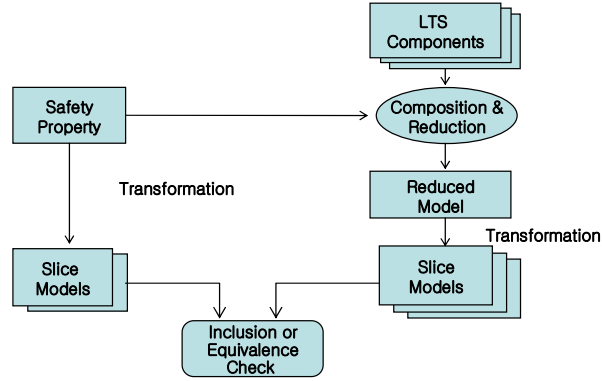 LTS
Components
Safety
Property
Composition &
Reduction
Transformation
Reduced
Model
Transformation
Slice
Models
Slice
Models
Inclusion or
Equivalence
Check